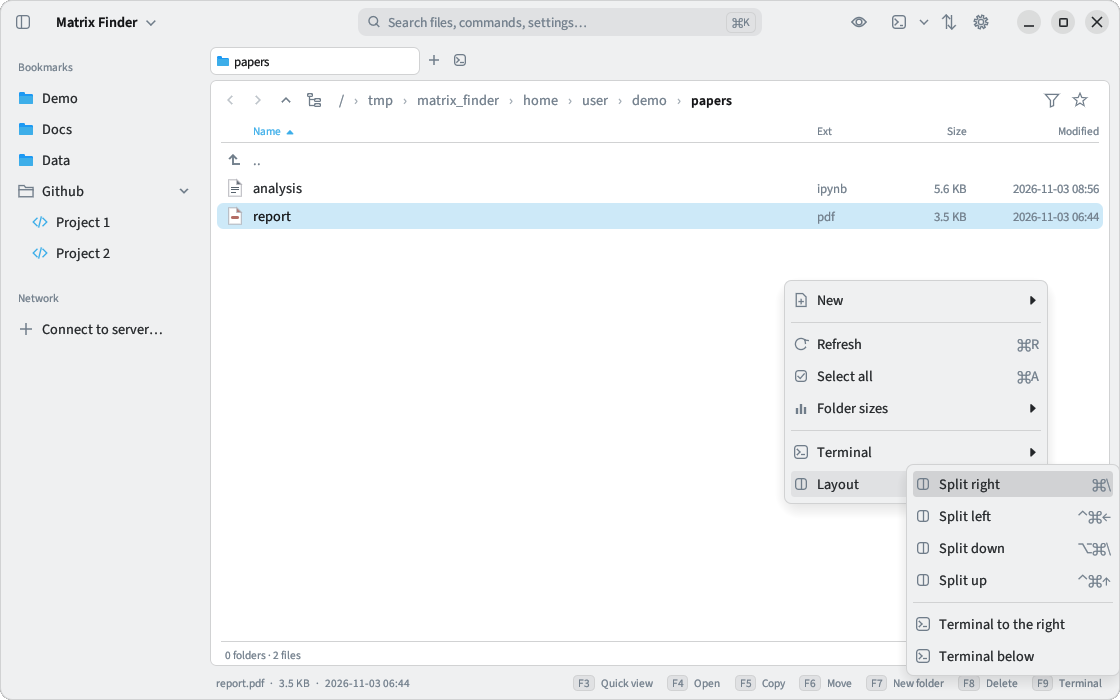 Matrix Finder
Search files, commands, settings… ⌘K
Bookmarks
Demo
Docs
Data
Github
Project 1
Project 2
Network
Connect to server…
papers
/ › tmp › matrix_finder › home › user › demo › papers
Name Ext Size Modified
..
analysis ipynb 5.6 KB 2026-11-03 08:56
report pdf 3.5 KB 2026-11-03 06:44
New
Refresh ⌘R
Select all ⌘A
Folder sizes
Terminal
Layout
Split right ⌘\
Split left ^⌘←
Split down ⌥⌘\
Split up ^⌘↑
Terminal to the right
Terminal below
0 folders · 2 files
report.pdf · 3.5 KB · 2026-11-03 06:44
F3 Quick view F4 Open F5 Copy F6 Move F7 New folder F8 Delete F9 Terminal